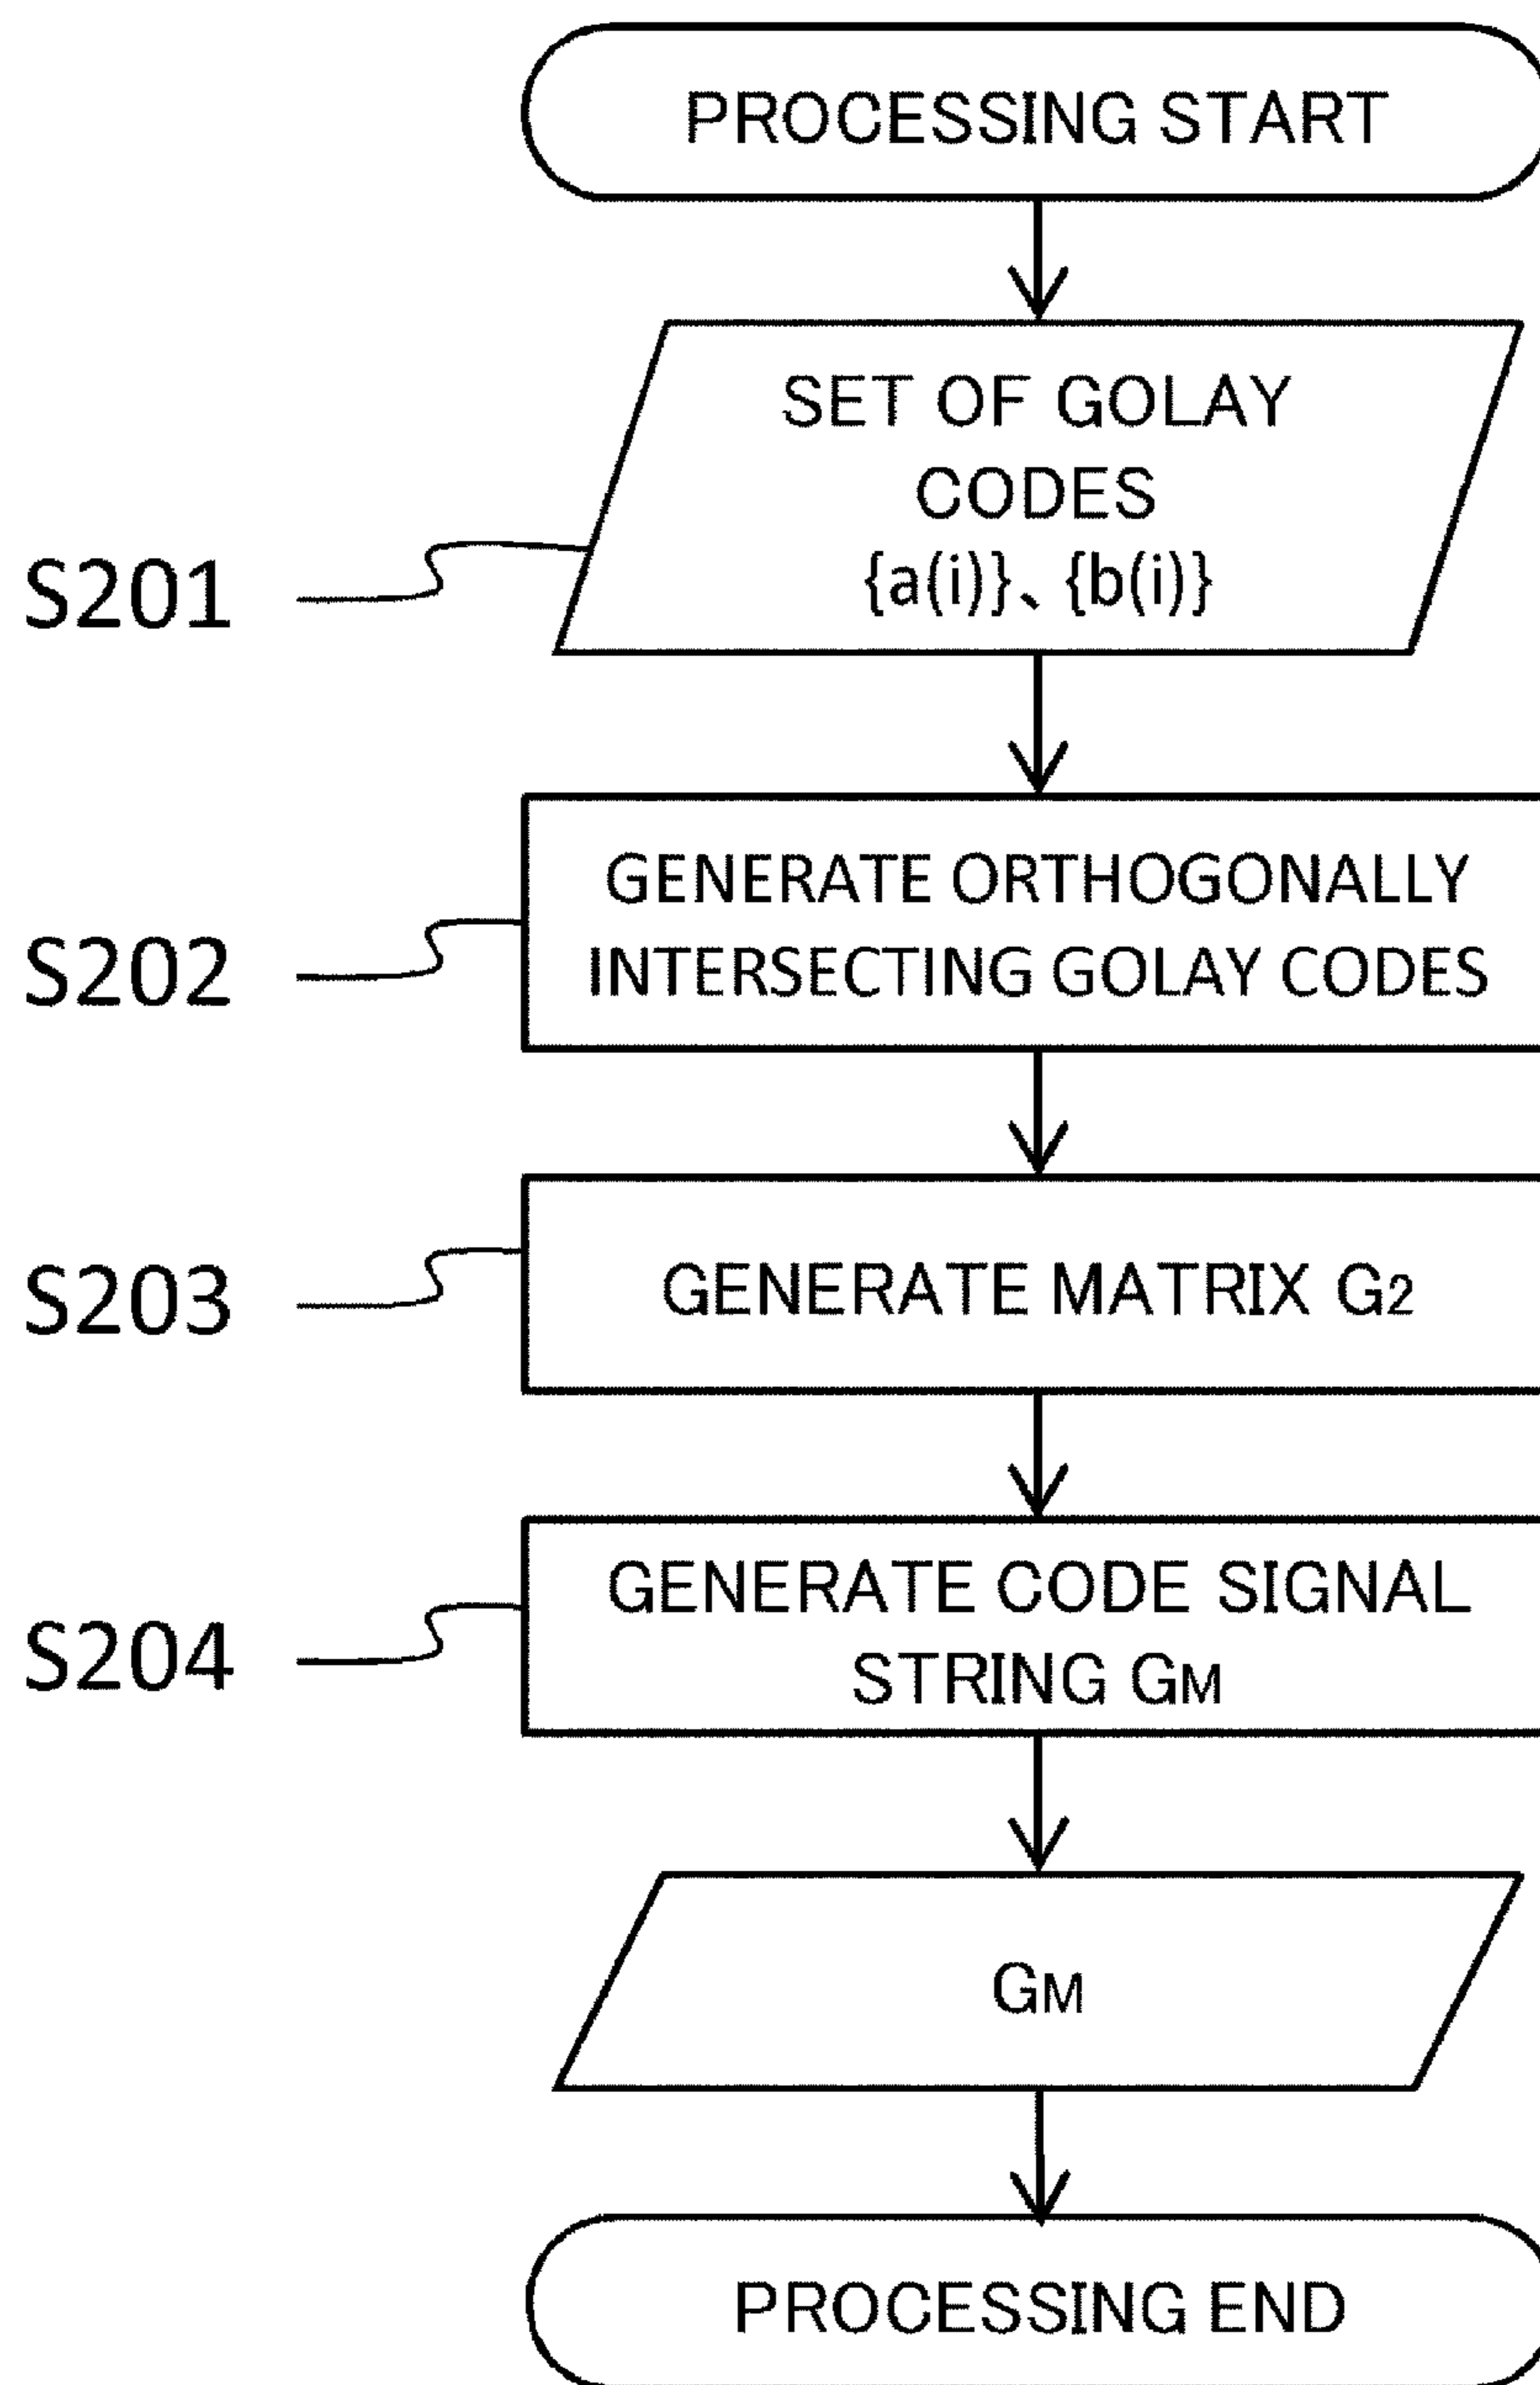 PROCESSING START
SET OF GOLAY
CODES
{a(i)}、{b(i)}
S201
GENERATE ORTHOGONALLY
INTERSECTING GOLAY CODES
S202
GENERATE MATRIX G2
S203
GENERATE CODE SIGNAL
STRING GM
S204
GM
PROCESSING END